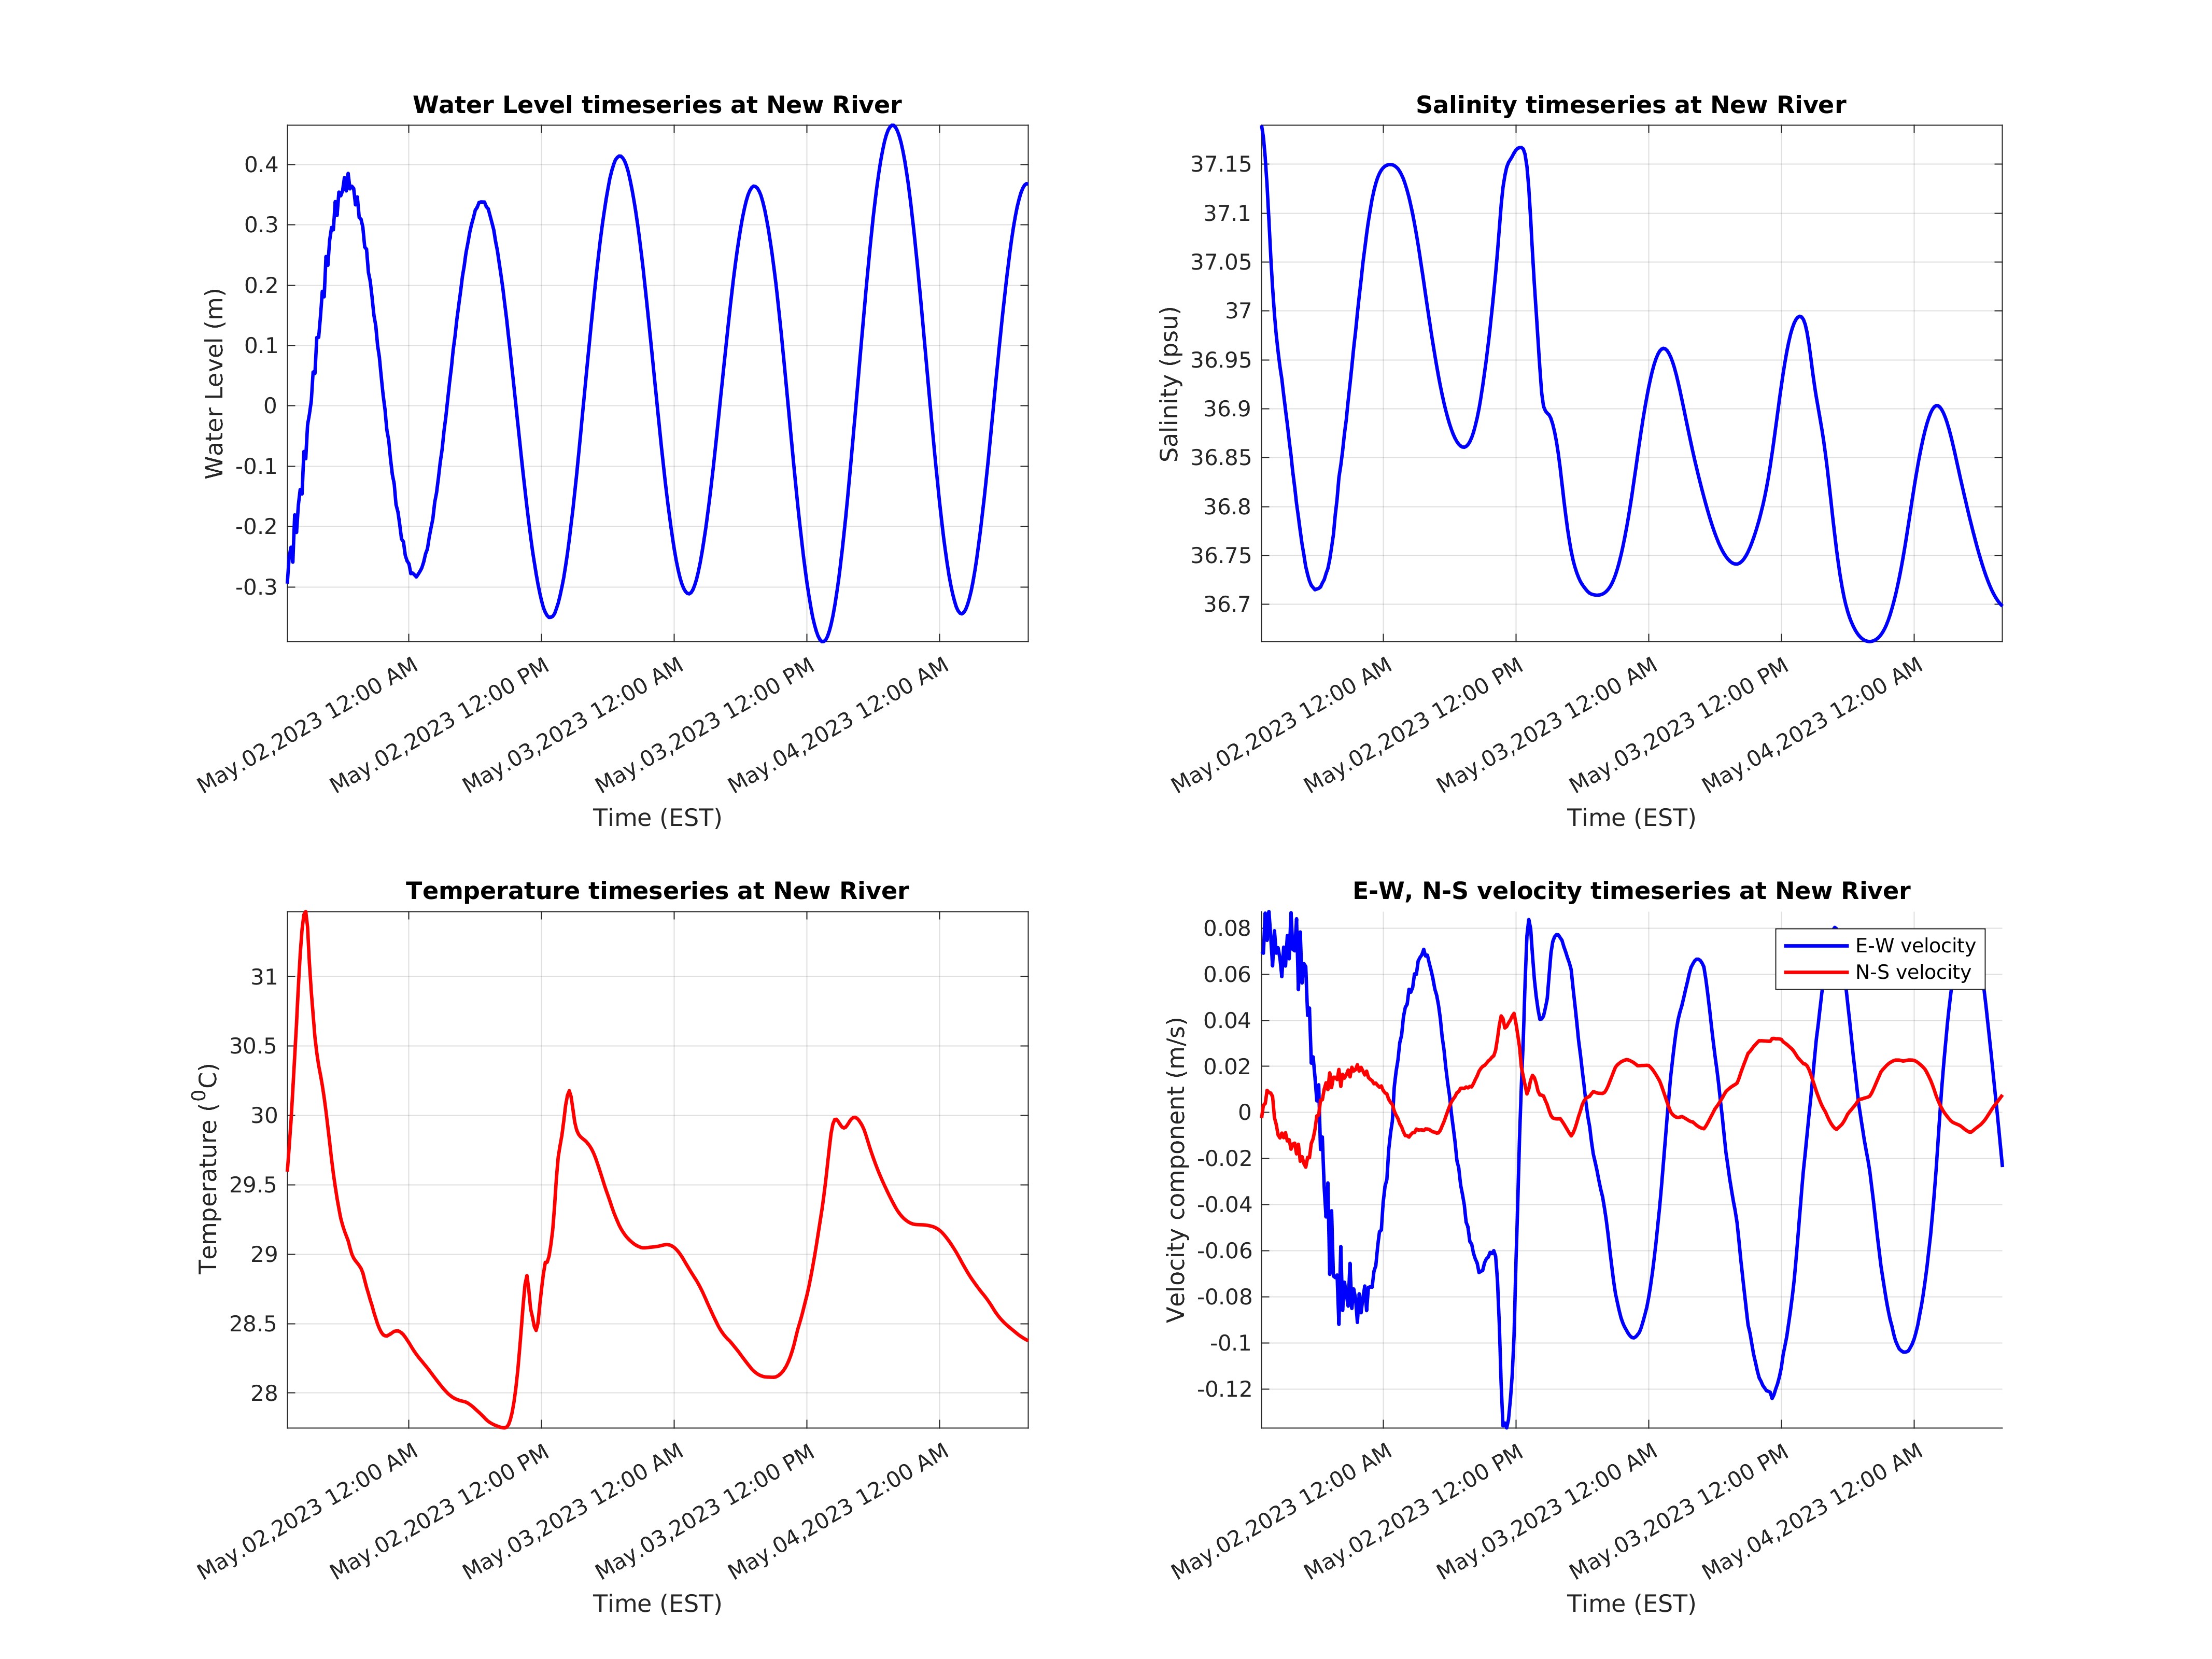 Water Level timeseries at New River
Water Level (m)
0.4
0.3
0.2
0.1
0
-0.1
-0.2
-0.3
May.02,2023 12:00 AM
May.02,2023 12:00 PM
May.03,2023 12:00 AM
May.03,2023 12:00 PM
May.04,2023 12:00 AM
Time (EST)
Salinity timeseries at New River
Salinity (psu)
37.15
37.1
37.05
37
36.95
36.9
36.85
36.8
36.75
36.7
May.02,2023 12:00 AM
May.02,2023 12:00 PM
May.03,2023 12:00 AM
May.03,2023 12:00 PM
May.04,2023 12:00 AM
Time (EST)
Temperature timeseries at New River
Temperature (⁰C)
31
30.5
30
29.5
29
28.5
28
May.02,2023 12:00 AM
May.02,2023 12:00 PM
May.03,2023 12:00 AM
May.03,2023 12:00 PM
May.04,2023 12:00 AM
Time (EST)
E-W, N-S velocity timeseries at New River
Velocity component (m/s)
0.08
0.06
0.04
0.02
0
-0.02
-0.04
-0.06
-0.08
-0.1
-0.12
E-W velocity
N-S velocity
May.02,2023 12:00 AM
May.02,2023 12:00 PM
May.03,2023 12:00 AM
May.03,2023 12:00 PM
May.04,2023 12:00 AM
Time (EST)